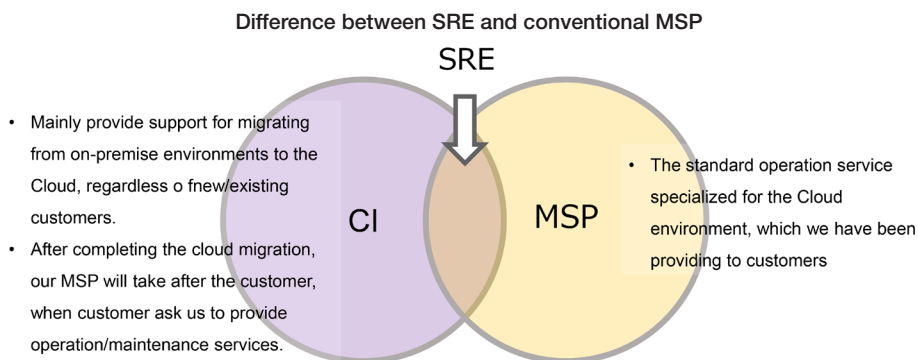 Difference between SRE and conventional MSP
SRE
• Mainly provide support for migrating
from on-premise environments to the
Cloud, regardless o fnew/existing
customers.
• After completing the cloud migration,
our MSP will take after the customer,
when customer ask us to provide
operation/maintenance services.
CI
MSP
• The standard operation service
specialized for the Cloud
environment, which we have been
providing to customers